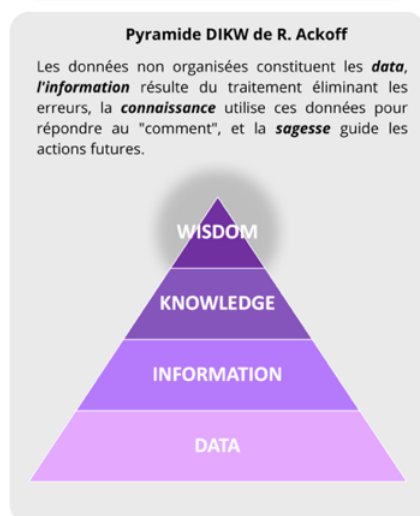 Pyramide DIKW de R. Ackoff
Les données non organisées constituent les data,
l'information résulte du traitement éliminant les
erreurs, la connaissance utilise ces données pour
répondre au "comment", et la sagesse guide les
actions futures.
WISDOM
KNOWLEDGE
INFORMATION
DATA